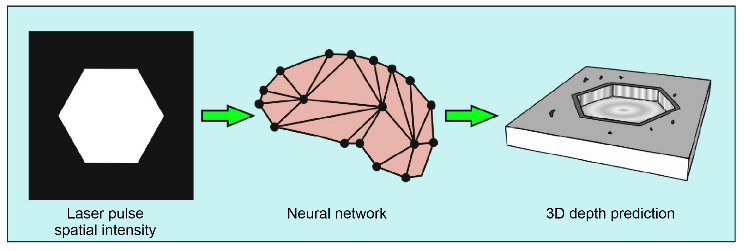 Laser pulse
spatial intensity
Neural network
3D depth prediction